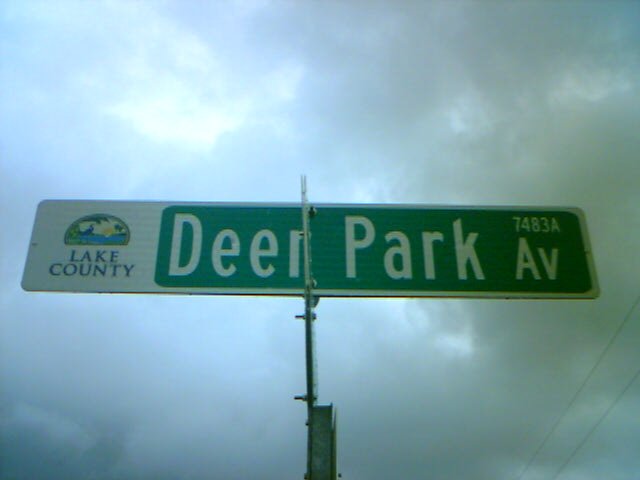 LAKE
COUNTY
Deer Park Av
7483A